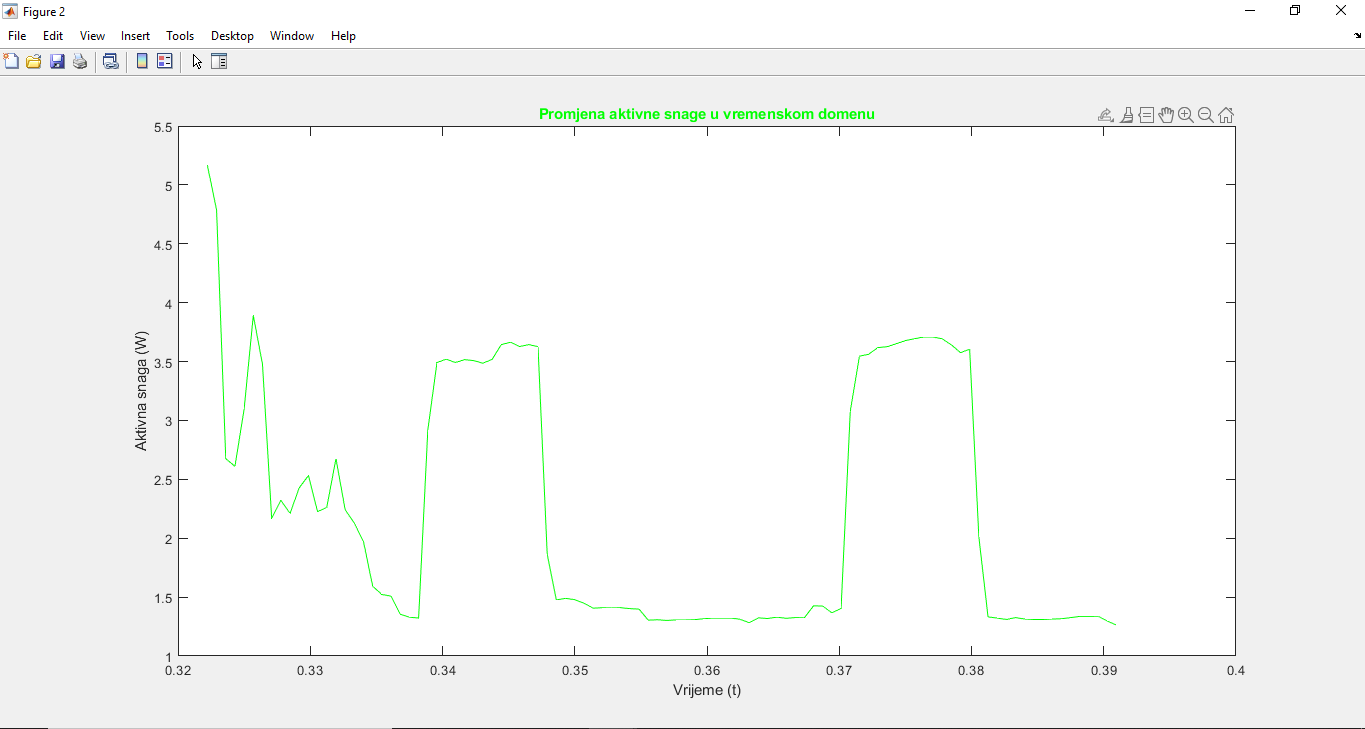 Figure 2
File Edit View Insert Tools Desktop Window Help
Promjena aktivne snage u vremenskom domenu
5.5
5
4.5
4
3.5
3
2.5
2
1.5
1
Aktivna snaga (W)
0.32 0.33 0.34 0.35 0.36 0.37 0.38 0.39 0.4
Vrijeme (t)